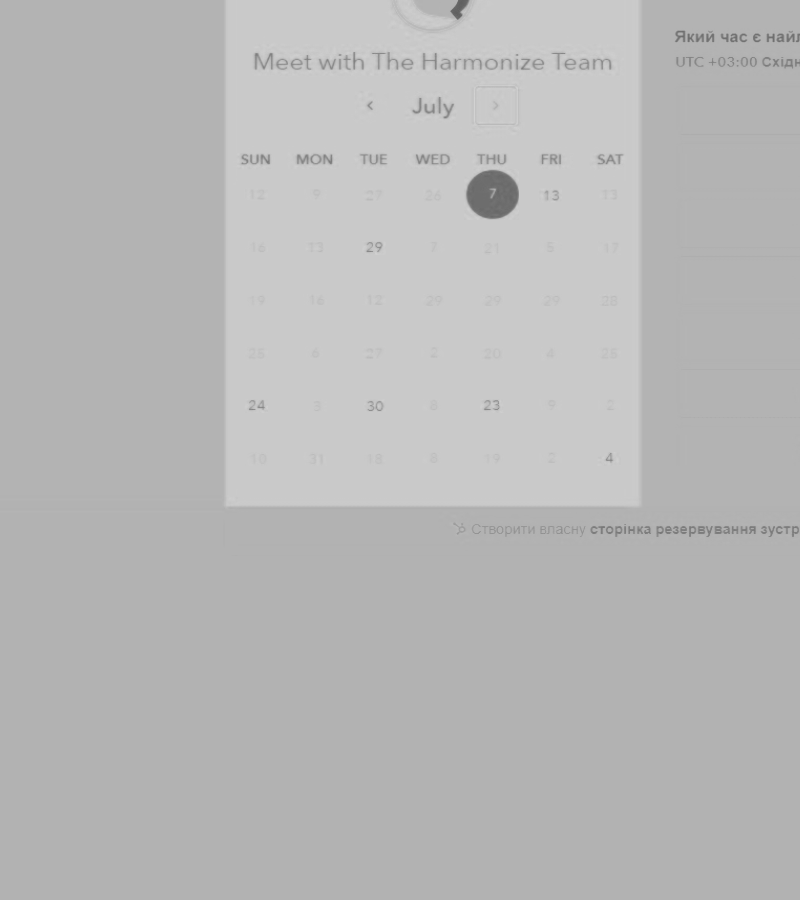 Meet with The Harmonize Team
July
SUN MON TUE WED THU FRI SAT
12 9 27 26 7 13 13
16 13 29 7 21 5 17
19 16 12 29 29 29 28
25 6 27 2 20 4 23
24 3 30 8 23 9 2
10 31 18 8 19 2 4
Який час є най
UTC +03:00 Східн
Створити власну сторінка резервування зустр